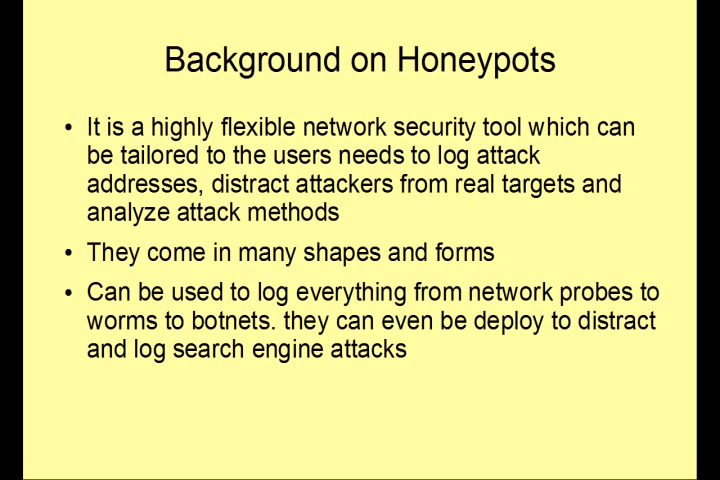 Background on Honeypots
• It is a highly flexible network security tool which can
be tailored to the users needs to log attack
addresses, distract attackers from real targets and
analyze attack methods
• They come in many shapes and forms
• Can be used to log everything from network probes to
worms to botnets. they can even be deploy to distract
and log search engine attacks